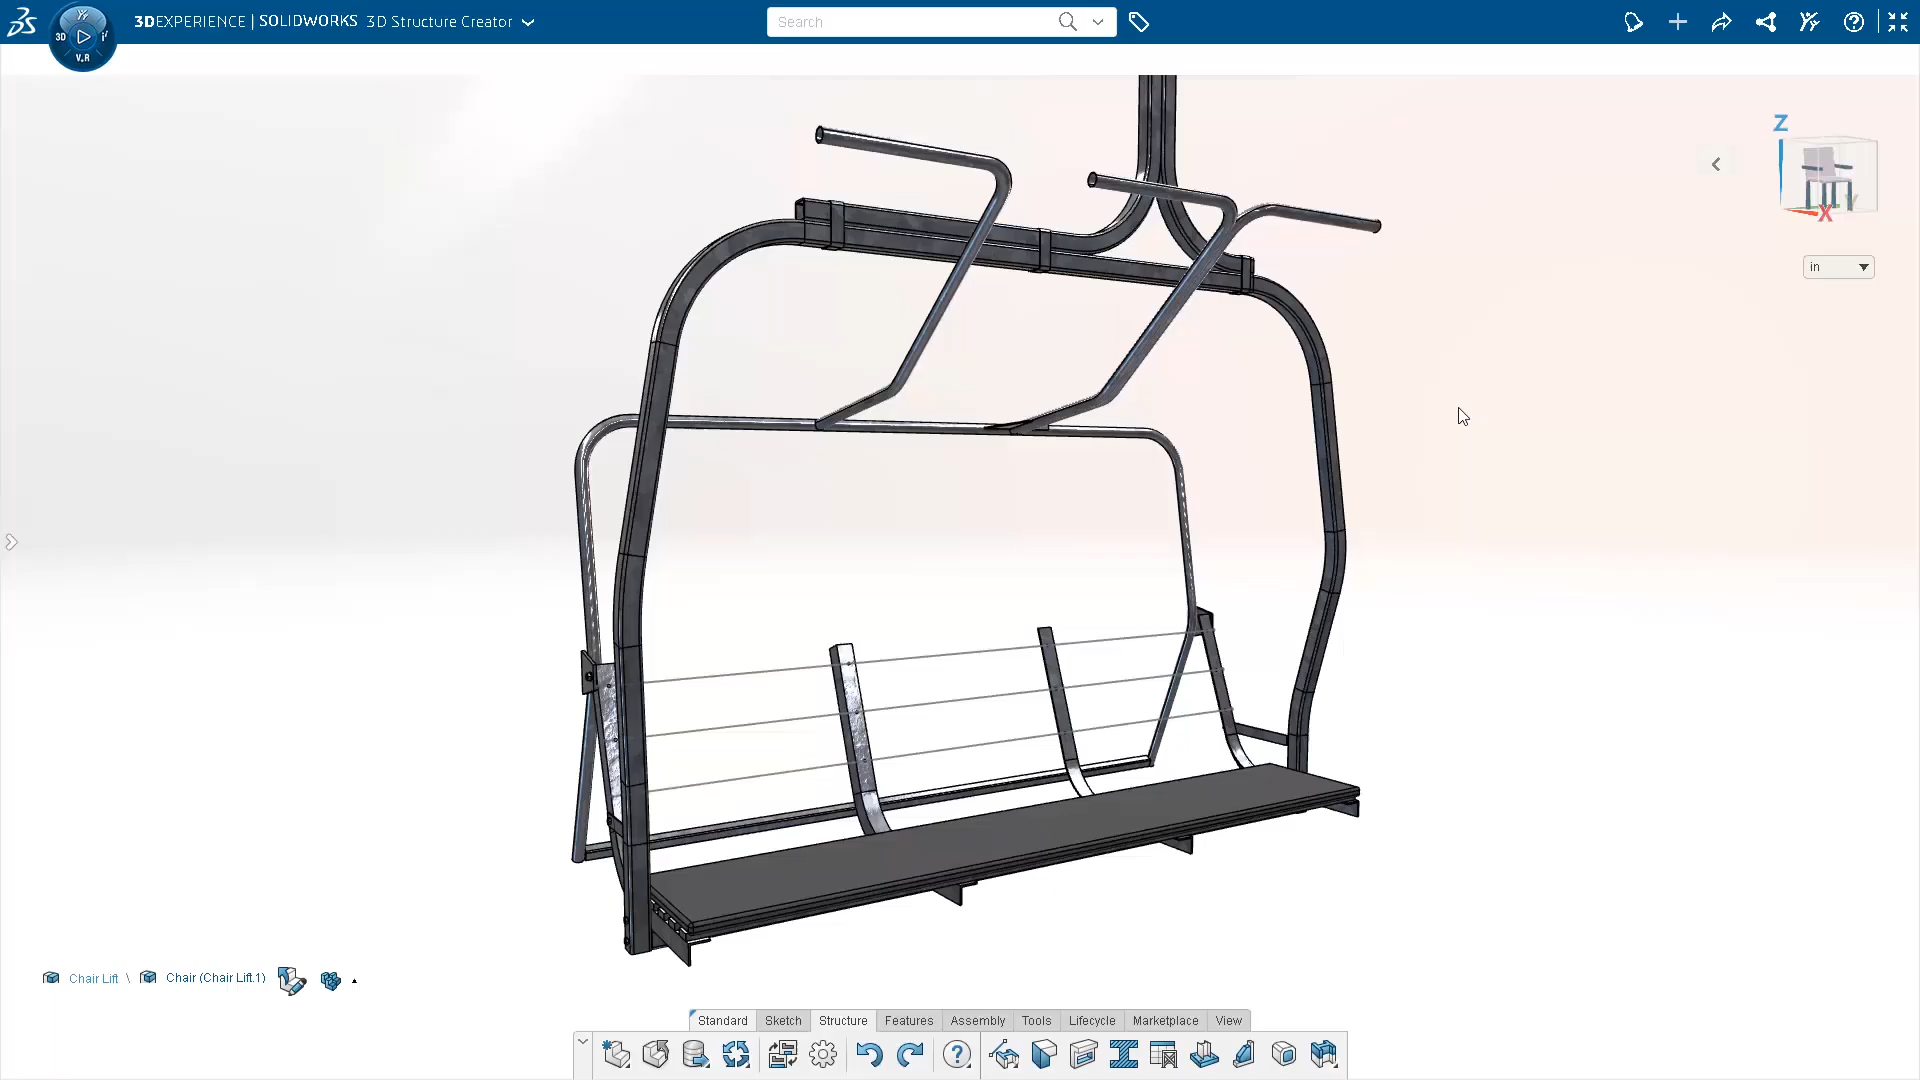 3DEXPERIENCE | SOLIDWORKS 3D Structure Creator
Search
3D
V.R
Z
X
Y
in
Chair Lift \ Chair (Chair Lift.1)
Standard Sketch Structure Features Assembly Tools Lifecycle Marketplace View